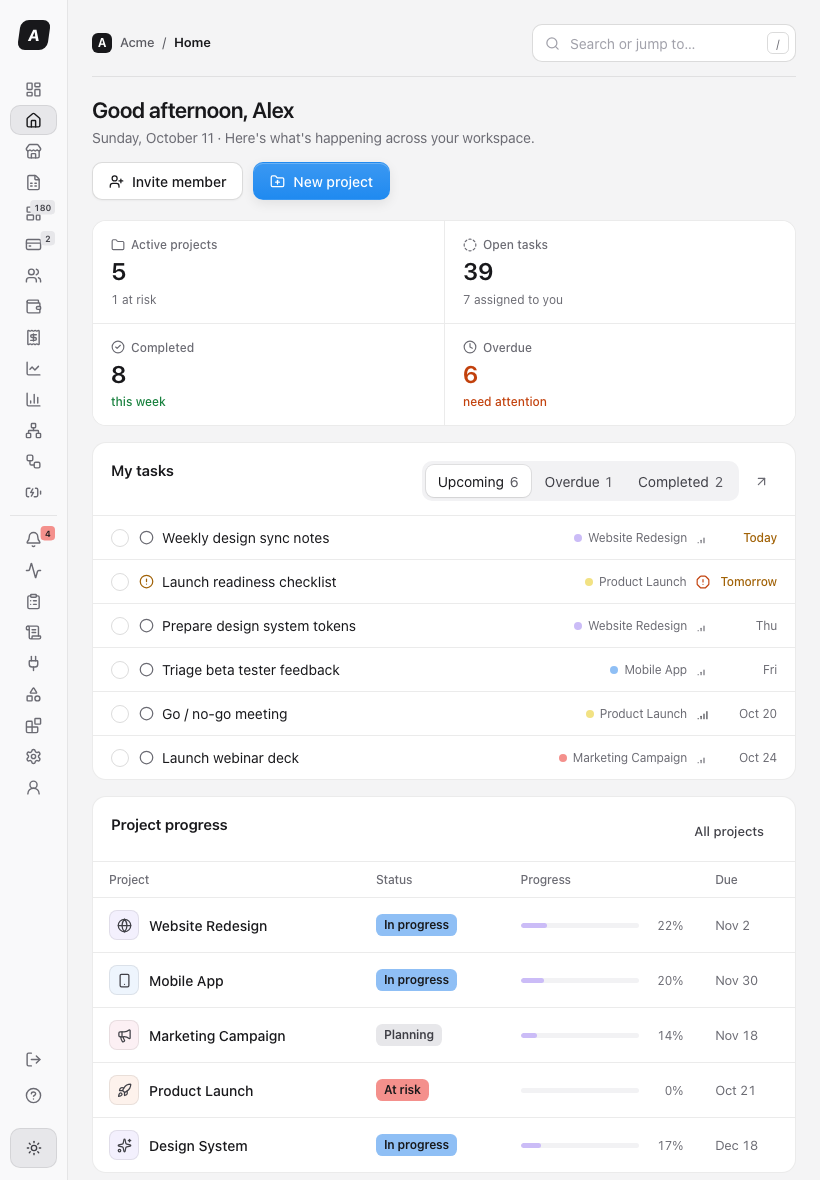 A
A Acme / Home
Search or jump to... /
Good afternoon, Alex
Sunday, October 11 · Here's what's happening across your workspace.
Invite member
New project
180
2
4
Active projects
5
1 at risk
Open tasks
39
7 assigned to you
Completed
8
this week
Overdue
6
need attention
My tasks
Upcoming 6
Overdue 1
Completed 2
Weekly design sync notes Website Redesign Today
Launch readiness checklist Product Launch Tomorrow
Prepare design system tokens Website Redesign Thu
Triage beta tester feedback Mobile App Fri
Go / no-go meeting Product Launch Oct 20
Launch webinar deck Marketing Campaign Oct 24
Project progress
All projects
Project Status Progress Due
Website Redesign In progress 22% Nov 2
Mobile App In progress 20% Nov 30
Marketing Campaign Planning 14% Nov 18
Product Launch At risk 0% Oct 21
Design System In progress 17% Dec 18